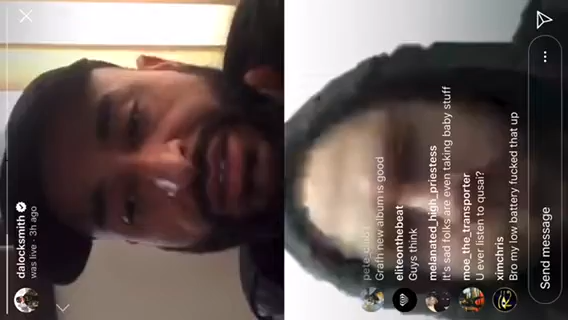 dalocksmith
was live · 3h ago
Grafh new album is good
eliteonthebeat
Guys think
melanated_high_priestess
It's sad folks are even taking baby stuff
moe_the_transporter
U ever listen to qusai?
ximchris
Bro my low battery fucked that up
Send message